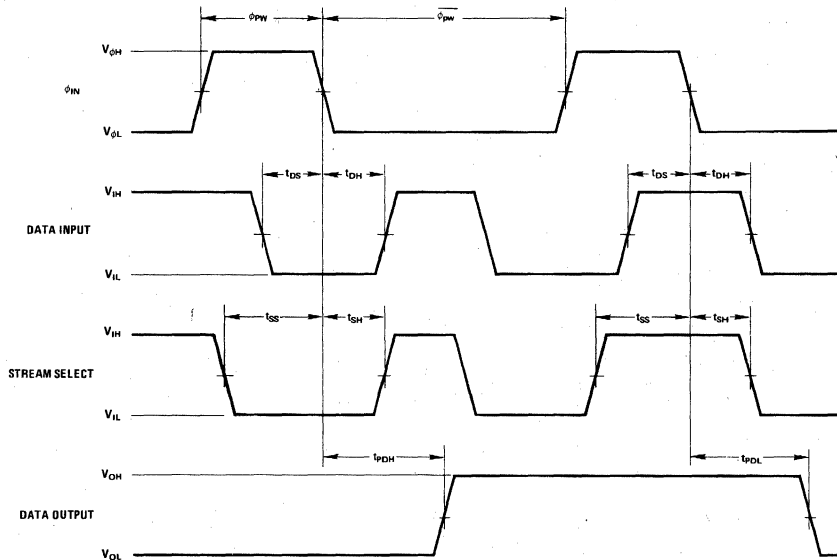 ϕPW
ϕpw
VϕH
ϕIN
VϕL
tDS
tDH
tDS
tDH
VIH
DATA INPUT
VIL
tSS
tSH
tSS
tSH
VIH
STREAM SELECT
VIL
tPDH
tPDL
VOH
DATA OUTPUT
VOL